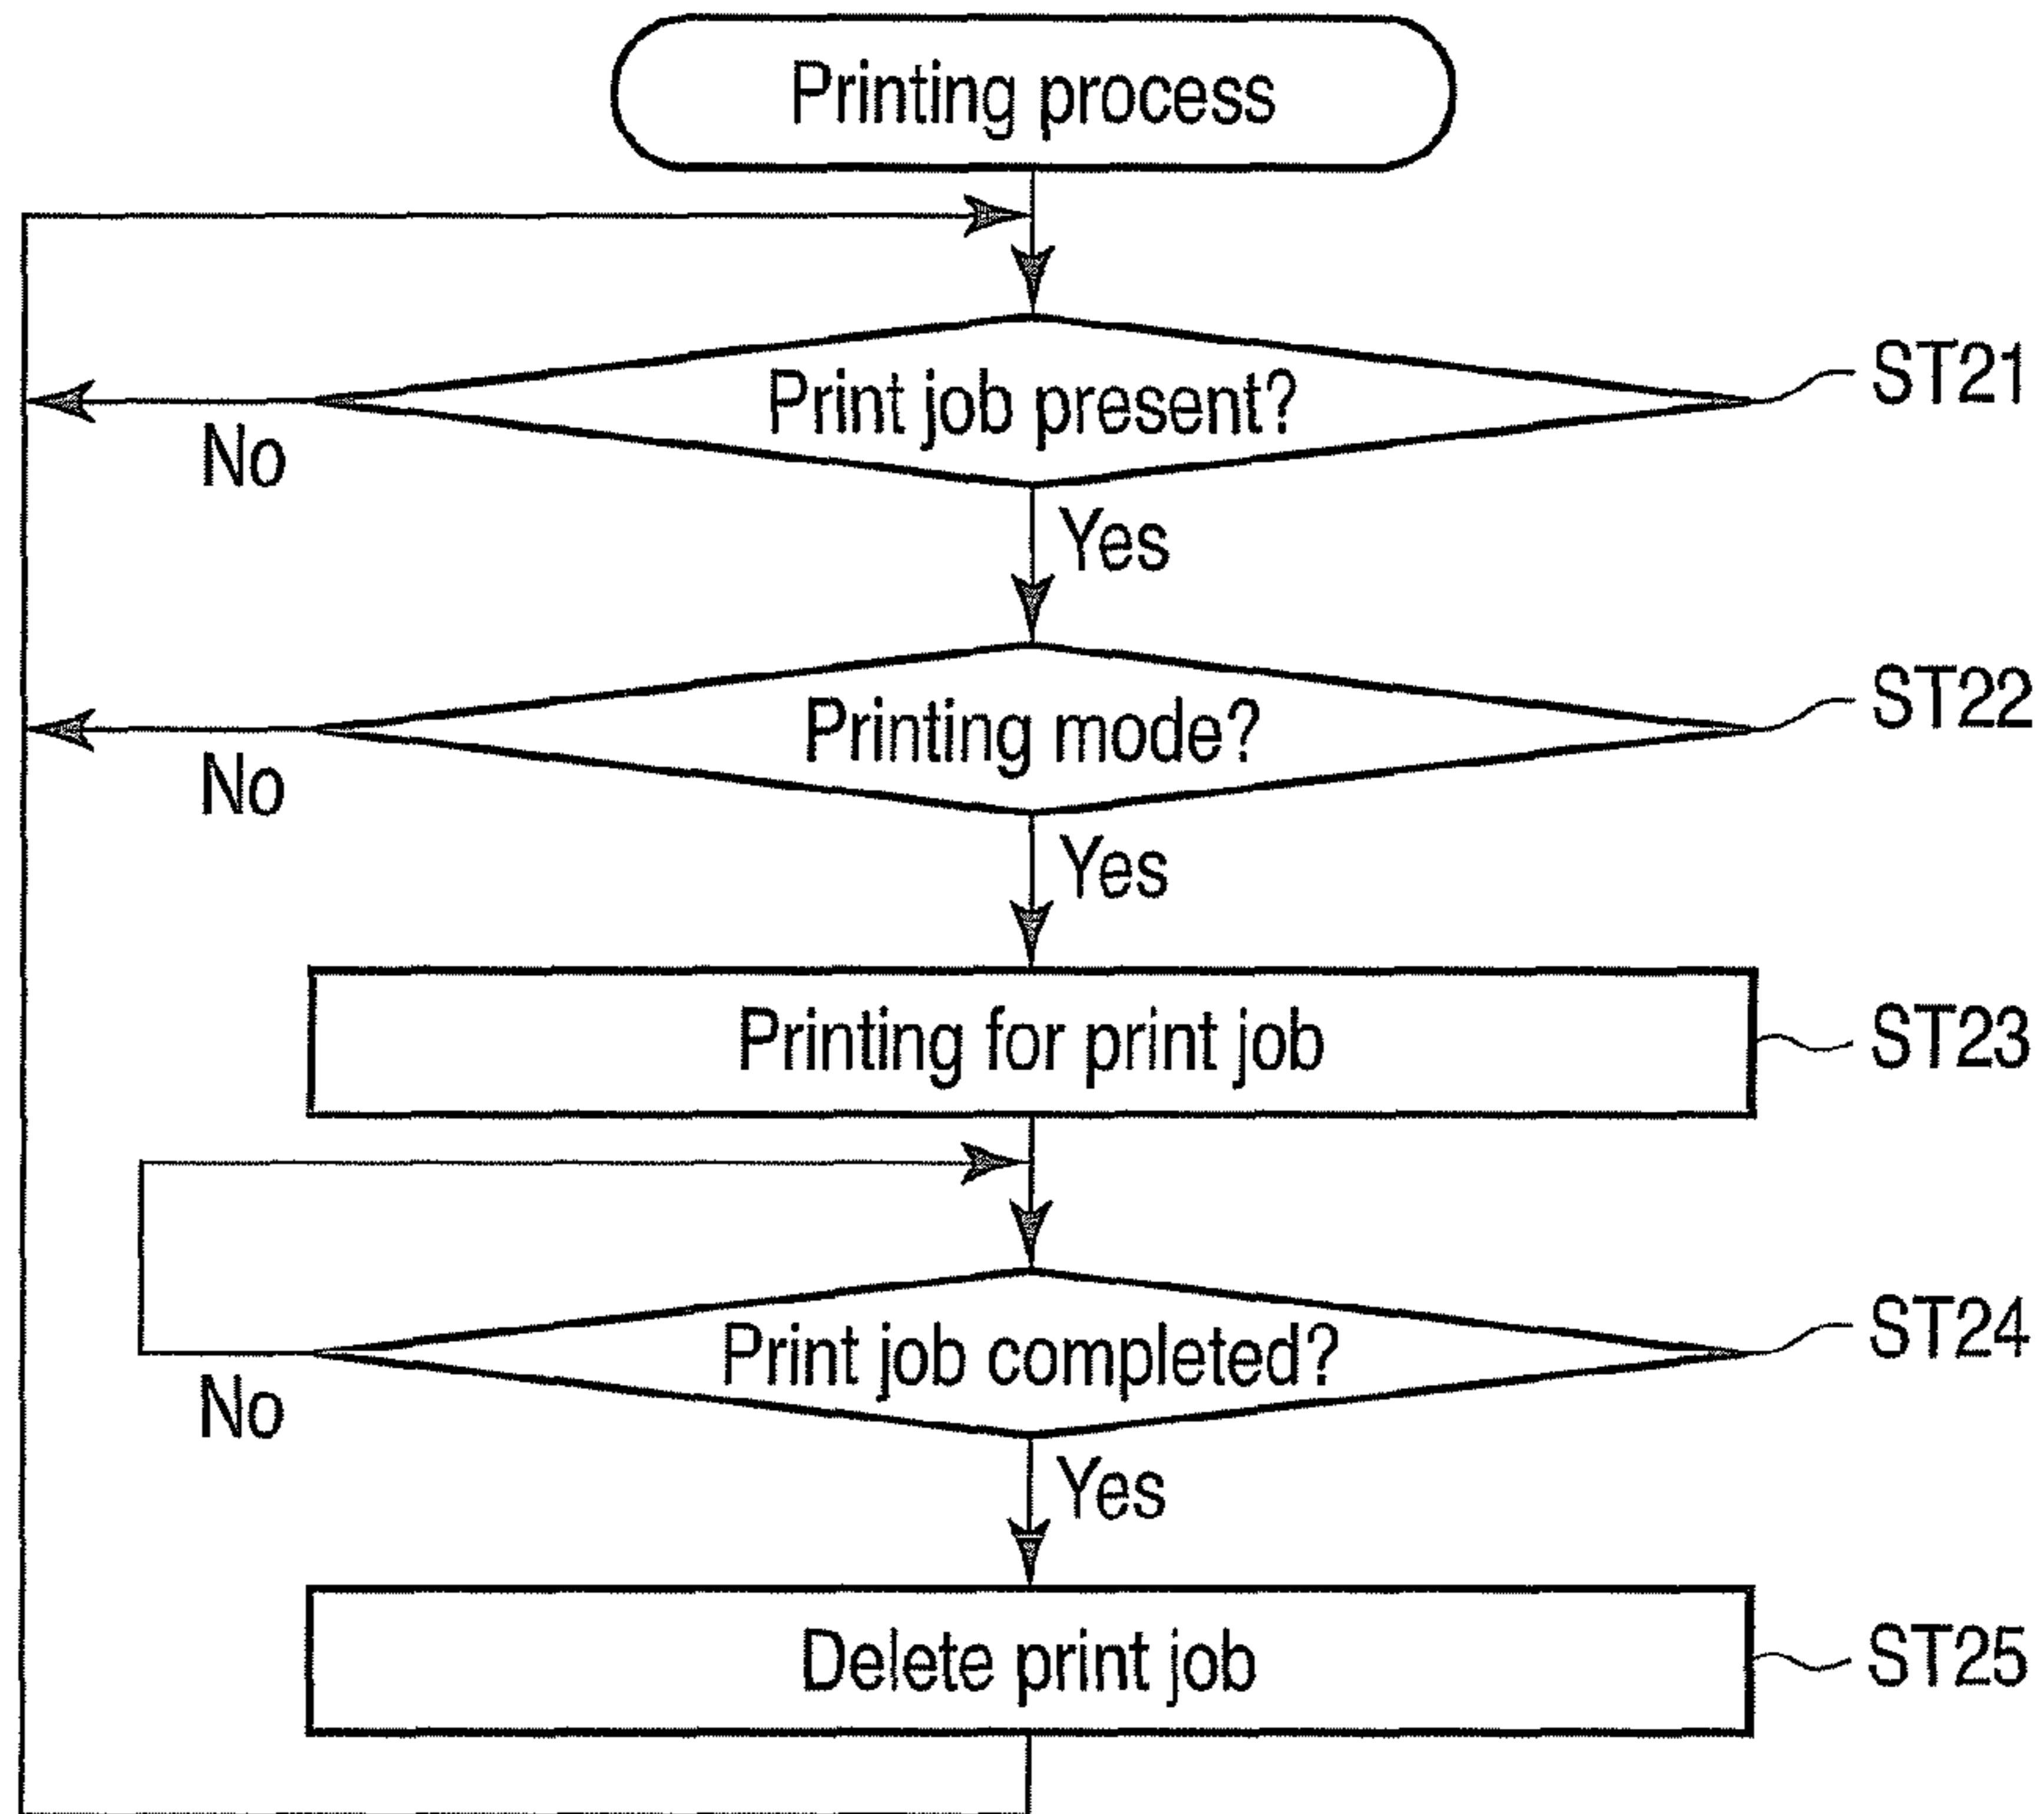 Printing process
Print job present?
ST21
No
Yes
Printing mode?
ST22
No
Yes
Printing for print job
ST23
Print job completed?
ST24
No
Yes
Delete print job
ST25